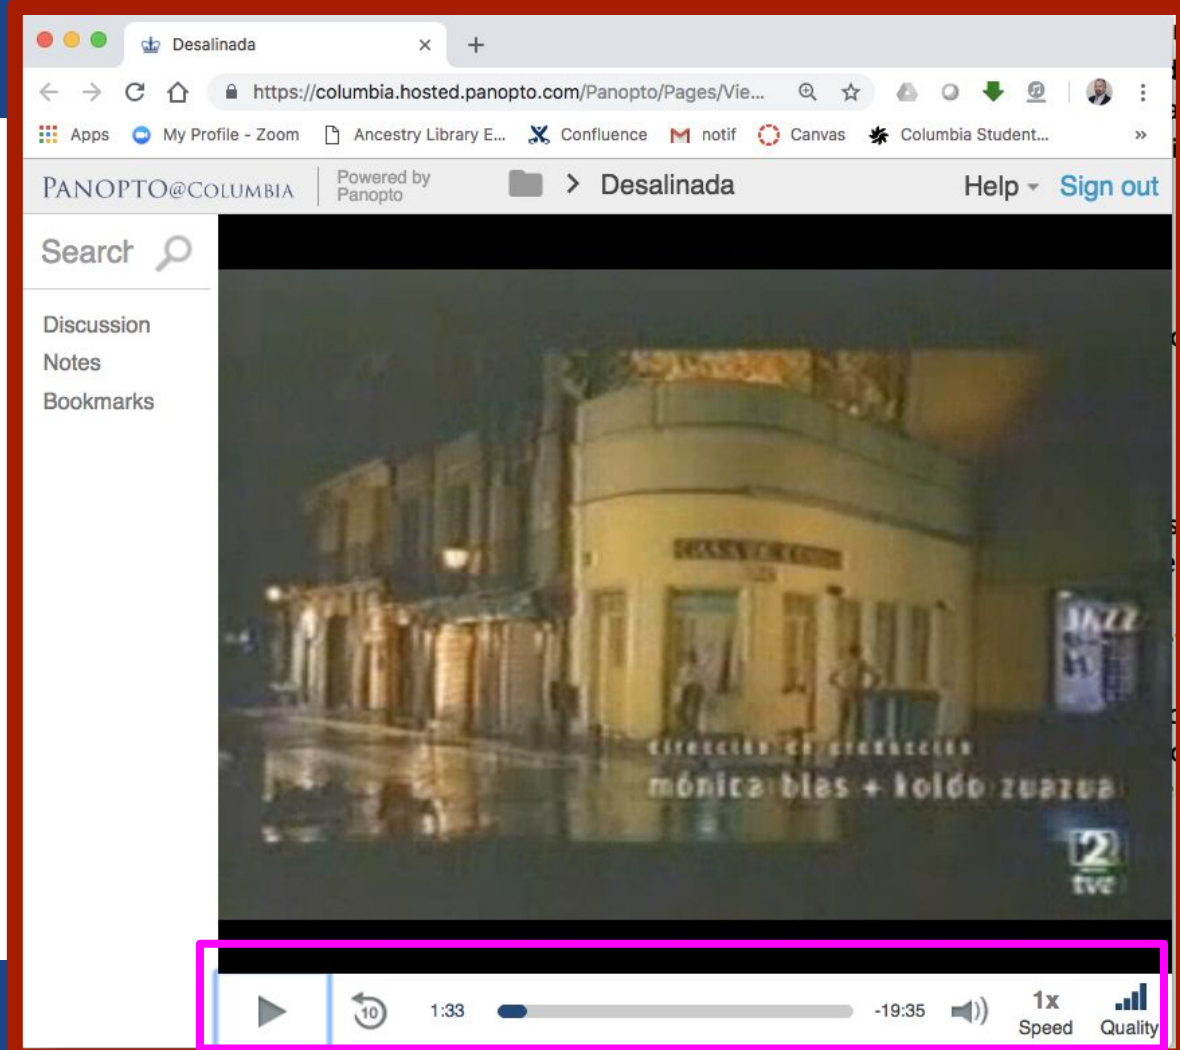 Desalinada
https://columbia.hosted.panopto.com/Panopto/Pages/Vie...
Apps My Profile - Zoom Ancestry Library E... Confluence notif Canvas Columbia Student... »
PANOPTO@COLUMBIA Powered by Panopto > Desalinada Help Sign out
Search
Discussion
Notes
Bookmarks
JAZZ
dirección de producción
mónica blas + koldo zuazua
2
tve
10 1:33 -19:35 1x Speed Quality